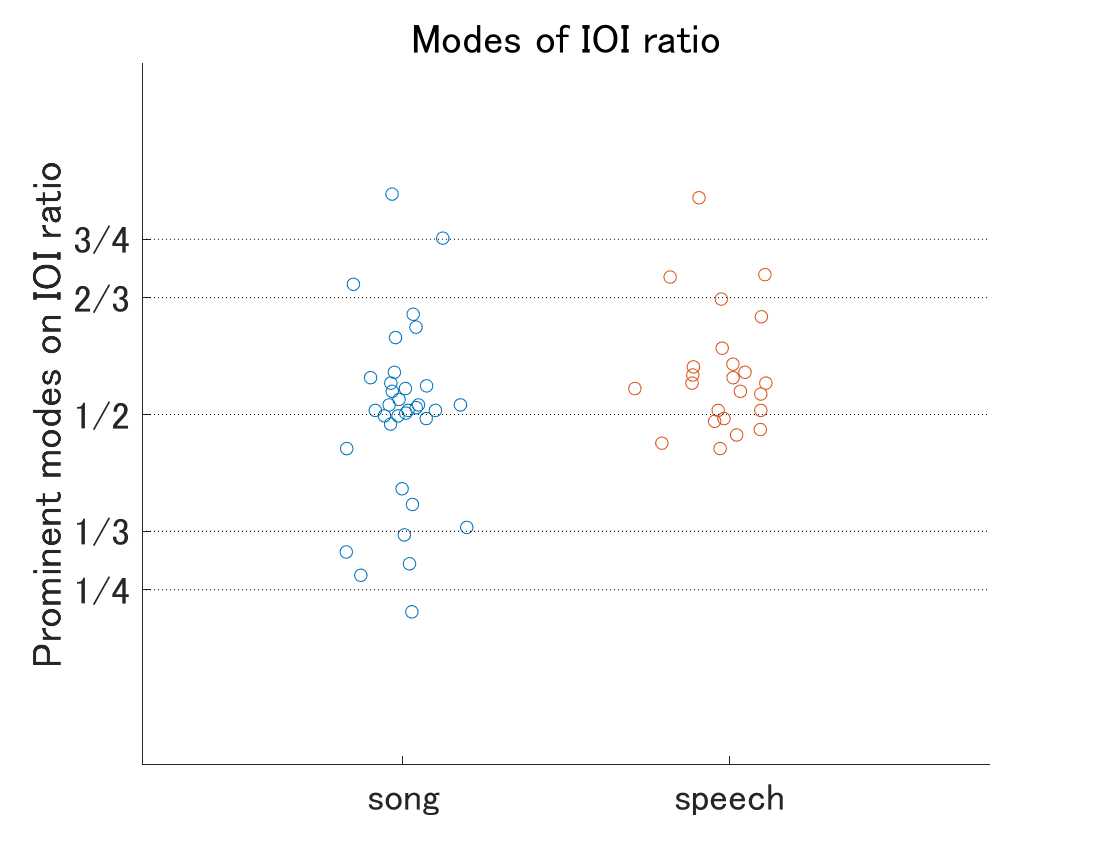 Modes of IOI ratio
Prominent modes on IOI ratio
3/4
2/3
1/2
1/3
1/4
song
speech